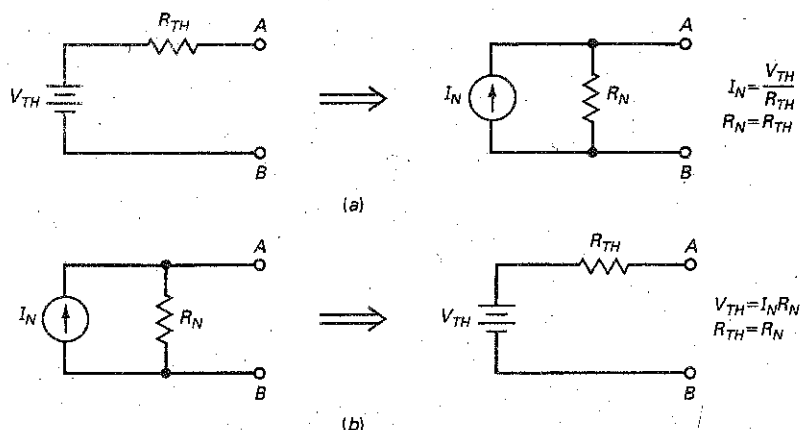 R_TH
A
V_TH
B
I_N
R_N
A
B
I_N = V_TH / R_TH
R_N = R_TH
(a)
I_N
R_N
A
B
V_TH
R_TH
A
B
V_TH = I_N R_N
R_TH = R_N
(b)